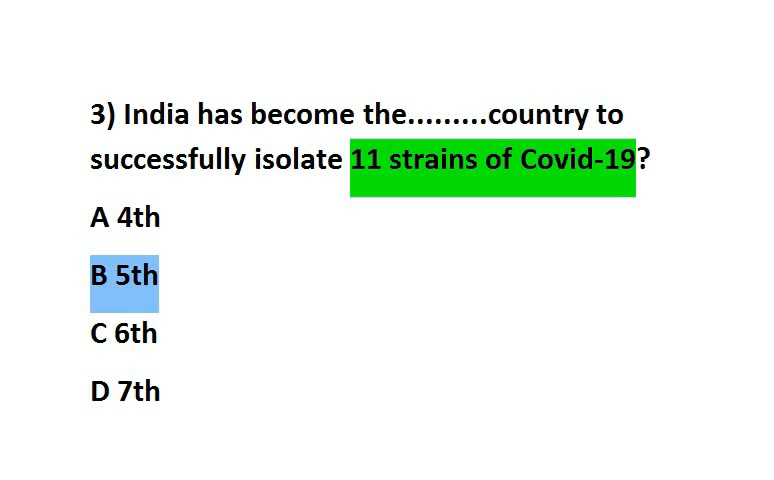 3) India has become the.........country to
successfully isolate 11 strains of Covid-19?
A 4th
B 5th
C 6th
D 7th